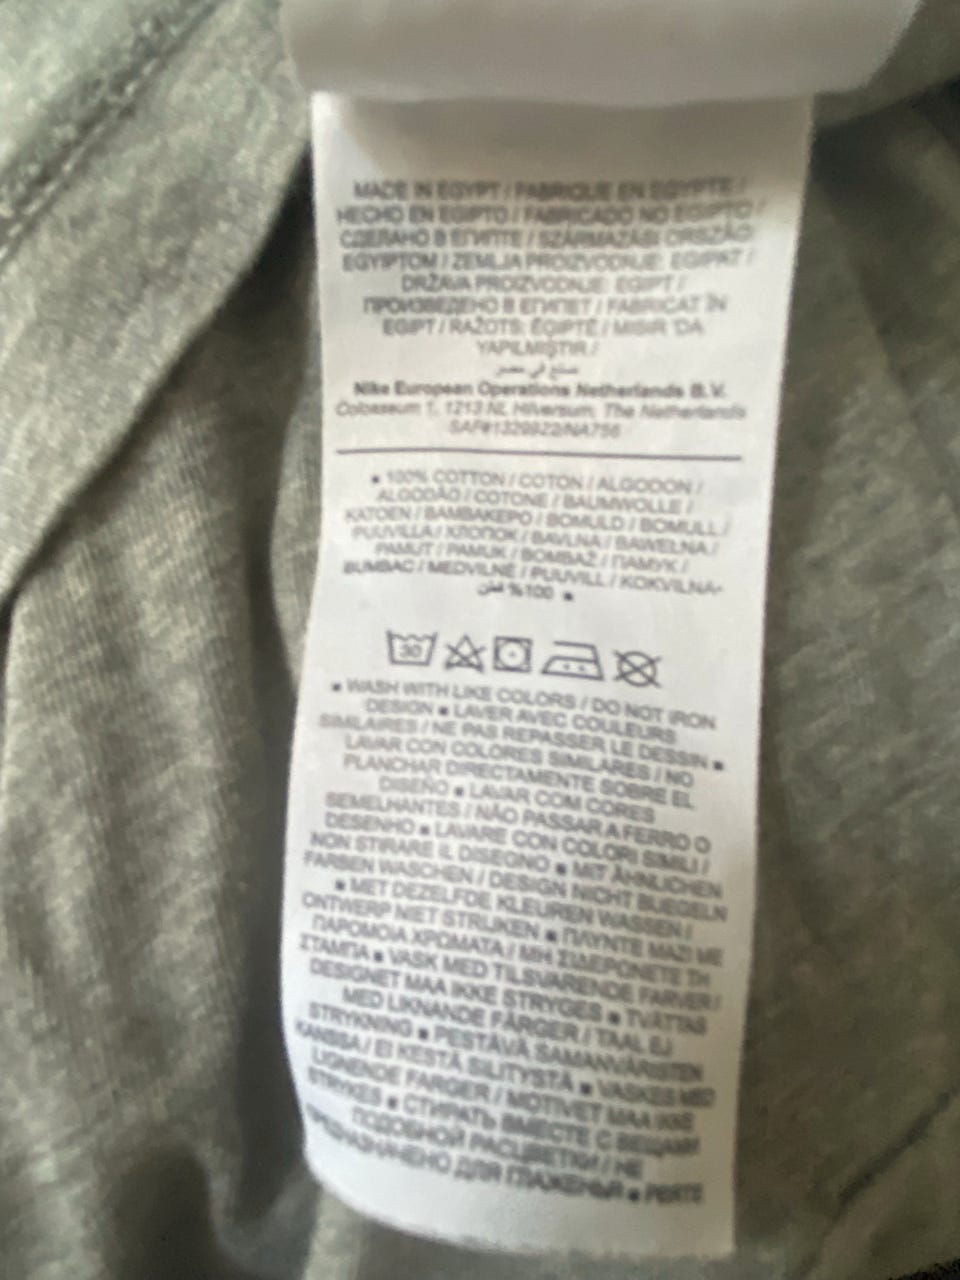 MADE IN EGYPT / FABRIQUE EN EGYPTE /
HECHO EN EGIPTO / FABRICADO NO EGIPTO /
СДЕЛАНО В ЕГИПТЕ / SZÁRMAZÁSI ORSZÁG:
EGYIPTOM / ZEMLJA PROIZVODNJE: EGIPAT /
DRŽAVA PROIZVODNJE: EGIPT /
ПРОИЗВЕДЕНО В ЕГИПЕТ / FABRICAT ÎN
EGIPT / RAŽOTS: ĒĢIPTĒ / MISIR 'DA
YAPILMIŞTIR /
صنع في مصر
Nike European Operations Netherlands B.V.
Colosseum 1, 1213 NL Hilversum, The Netherlands
SAF#1320922/NA756
▪ 100% COTTON / COTON / ALGODON /
ALGODÃO / COTONE / BAUMWOLLE /
KATOEN / ΒΑΜΒΑΚΕΡΟ / BOMULD / BOMULL /
PUUVILLA / ХЛОПОК / BAVLNA / BAWEŁNA /
PAMUT / PAMUK / BOMBAŽ / ПАМУК /
BUMBAC / MEDVILNĖ / PUUVILL / KOKVILNA-
100% قطن ▪
30
▪ WASH WITH LIKE COLORS / DO NOT IRON
DESIGN ▪ LAVER AVEC COULEURS
SIMILAIRES / NE PAS REPASSER LE DESSIN ▪
LAVAR CON COLORES SIMILARES / NO
PLANCHAR DIRECTAMENTE SOBRE EL
DISEÑO ▪ LAVAR COM CORES
SEMELHANTES / NÃO PASSAR A FERRO O
DESENHO ▪ LAVARE CON COLORI SIMILI /
NON STIRARE IL DISEGNO ▪ MIT ÄHNLICHEN
FARBEN WASCHEN / DESIGN NICHT BUEGELN
▪ MET DEZELFDE KLEUREN WASSEN /
ONTWERP NIET STRIJKEN ▪ ΠΛΥΝΤΕ ΜΑΖΙ ΜΕ
ΠΑΡΟΜΟΙΑ ΧΡΩΜΑΤΑ / ΜΗ ΣΙΔΕΡΩΝΕΤΕ ΤΗ
ΣΤΑΜΠΑ ▪ VASK MED TILSVARENDE FARVER /
DESIGNET MAA IKKE STRYGES ▪ TVÄTTAS
MED LIKNANDE FÄRGER / TAAL EJ
STRYKNING ▪ PESTÄVÄ SAMANVÄRISTEN
KANSSA / EI KESTÄ SILITYSTÄ ▪ VASKES MED
LIGNENDE FARGER / MOTIVET MAA IKKE
STRYKES ▪ СТИРАТЬ ВМЕСТЕ С ВЕЩАМИ
ПОДОБНОЙ РАСЦВЕТКИ / НЕ
ПРЕДНАЗНАЧЕНО ДЛЯ ГЛАЖЕНЬЯ ▪ PERTE